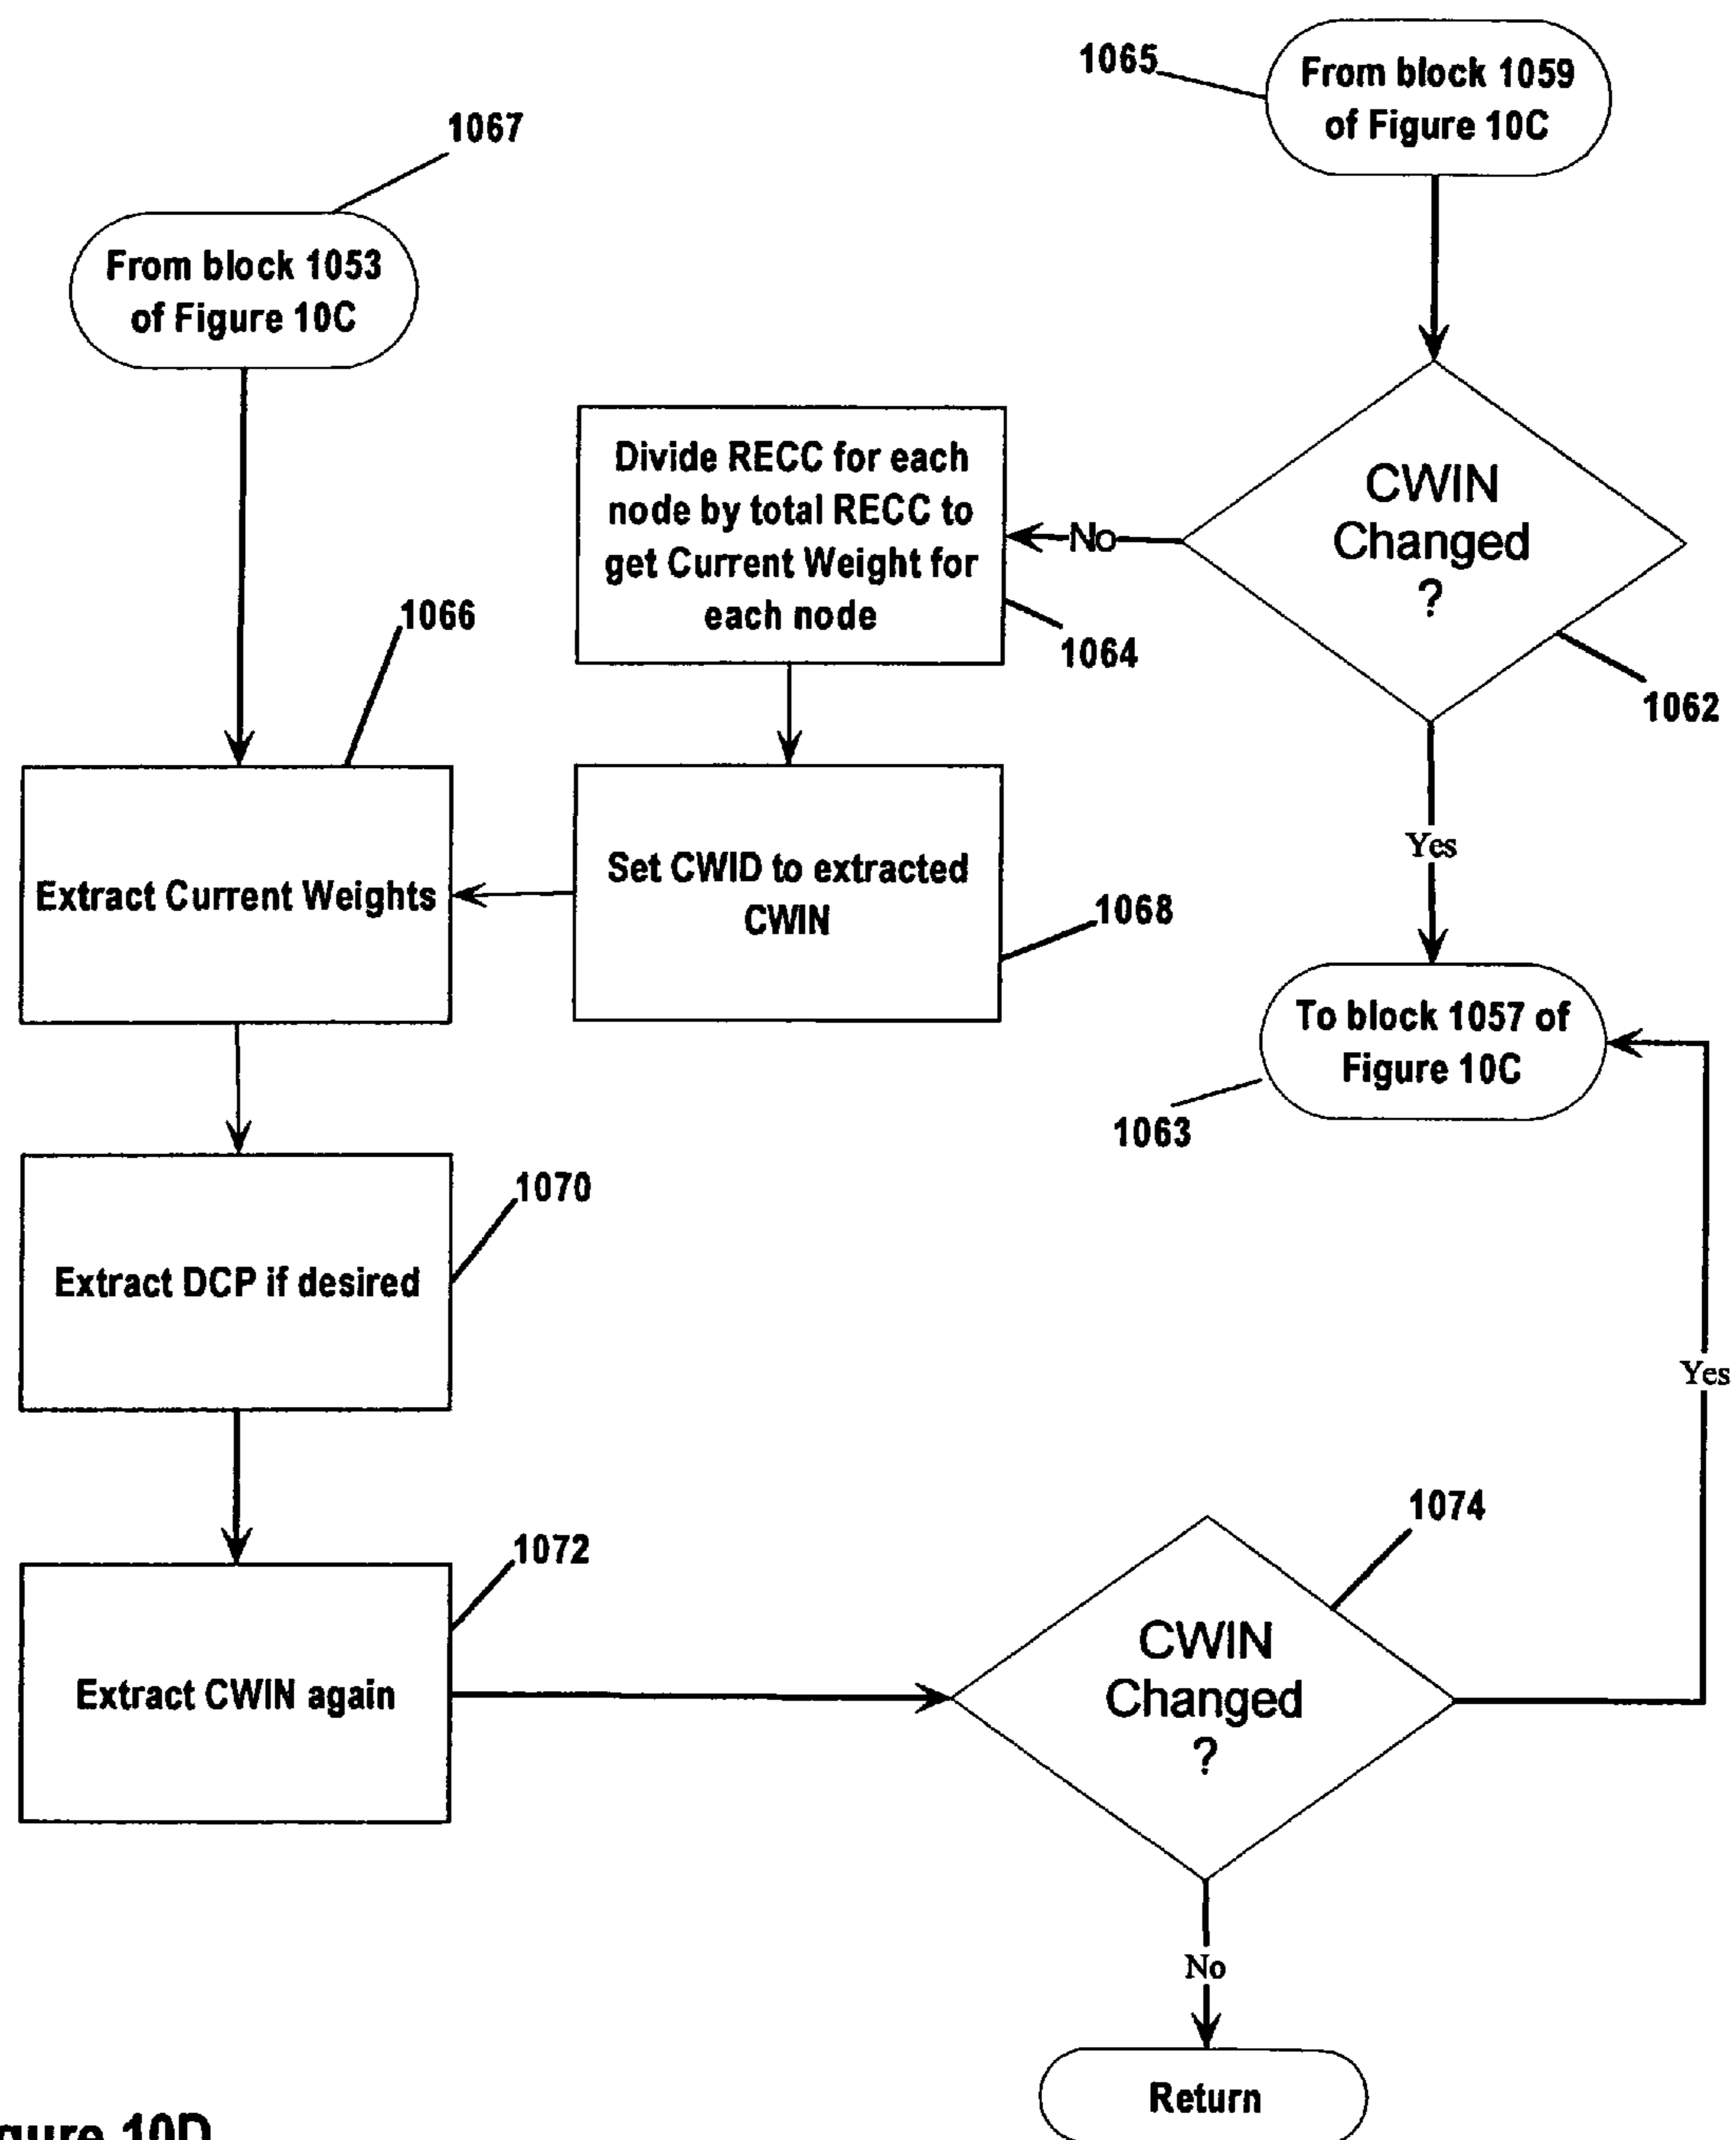 1065
From block 1059
of Figure 10C
1067
From block 1053
of Figure 10C
Divide RECC for each
node by total RECC to
get Current Weight for
each node
No
CWIN
Changed
?
1066
1064
1062
Yes
Extract Current Weights
Set CWID to extracted
CWIN
1068
To block 1057 of
Figure 10C
1063
1070
Extract DCP if desired
Yes
1074
1072
Extract CWIN again
CWIN
Changed
?
No
Return
gure 10D